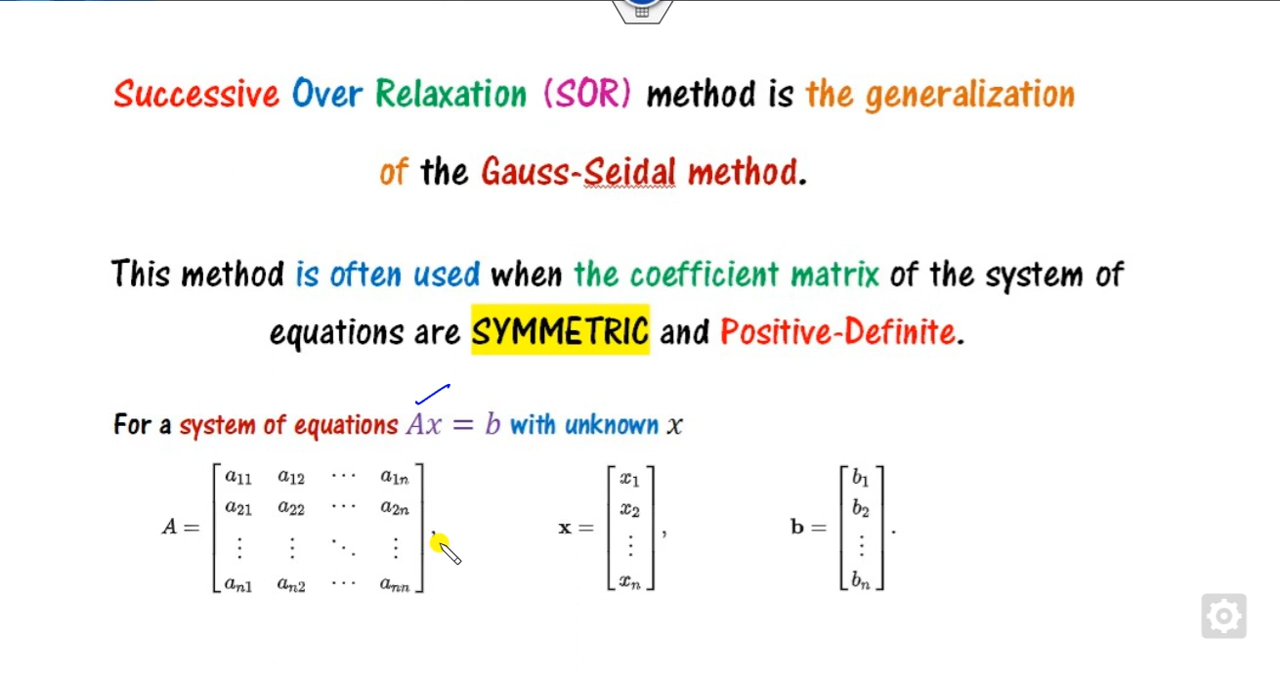 Successive Over Relaxation (SOR) method is the generalization
of the Gauss-Seidal method.
This method is often used when the coefficient matrix of the system of
equations are SYMMETRIC and Positive-Definite.
For a system of equations Ax = b with unknown x
A = [a₁₁ a₁₂ ⋯ a₁ₙ; a₂₁ a₂₂ ⋯ a₂ₙ; ⋮ ⋮ ⋱ ⋮; aₙ₁ aₙ₂ ⋯ aₙₙ], x = [x₁; x₂; ⋮; xₙ], b = [b₁; b₂; ⋮; bₙ].